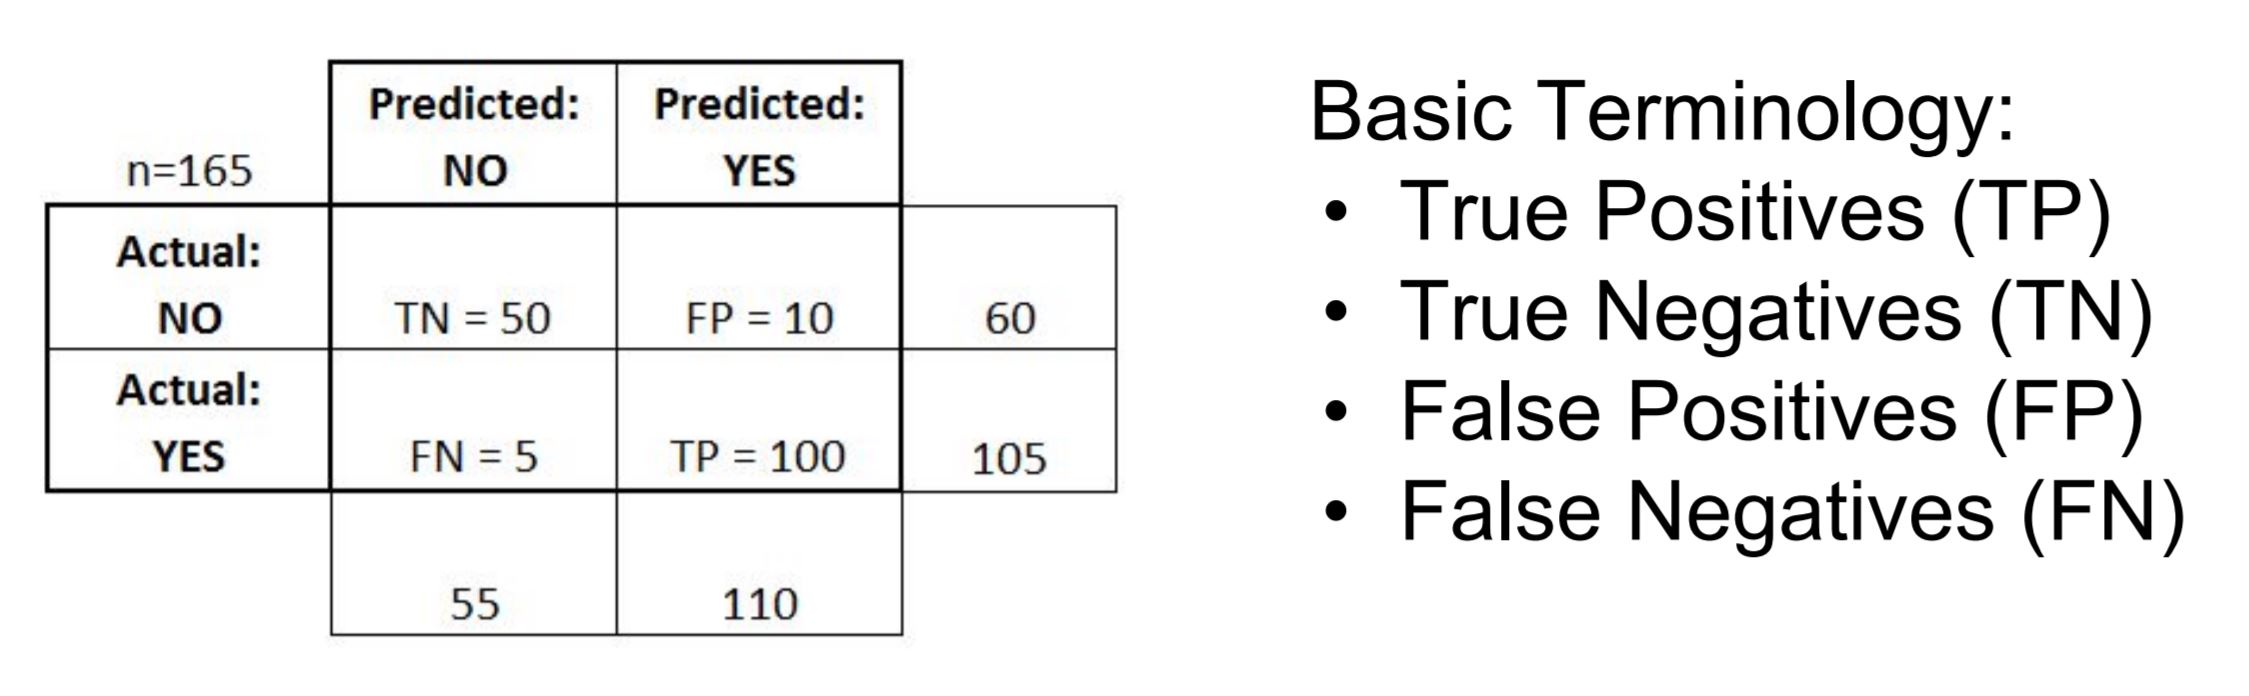 Predicted: Predicted:
n=165 NO YES
Actual:
NO TN = 50 FP = 10 60
Actual:
YES FN = 5 TP = 100 105
55 110
Basic Terminology:
• True Positives (TP)
• True Negatives (TN)
• False Positives (FP)
• False Negatives (FN)